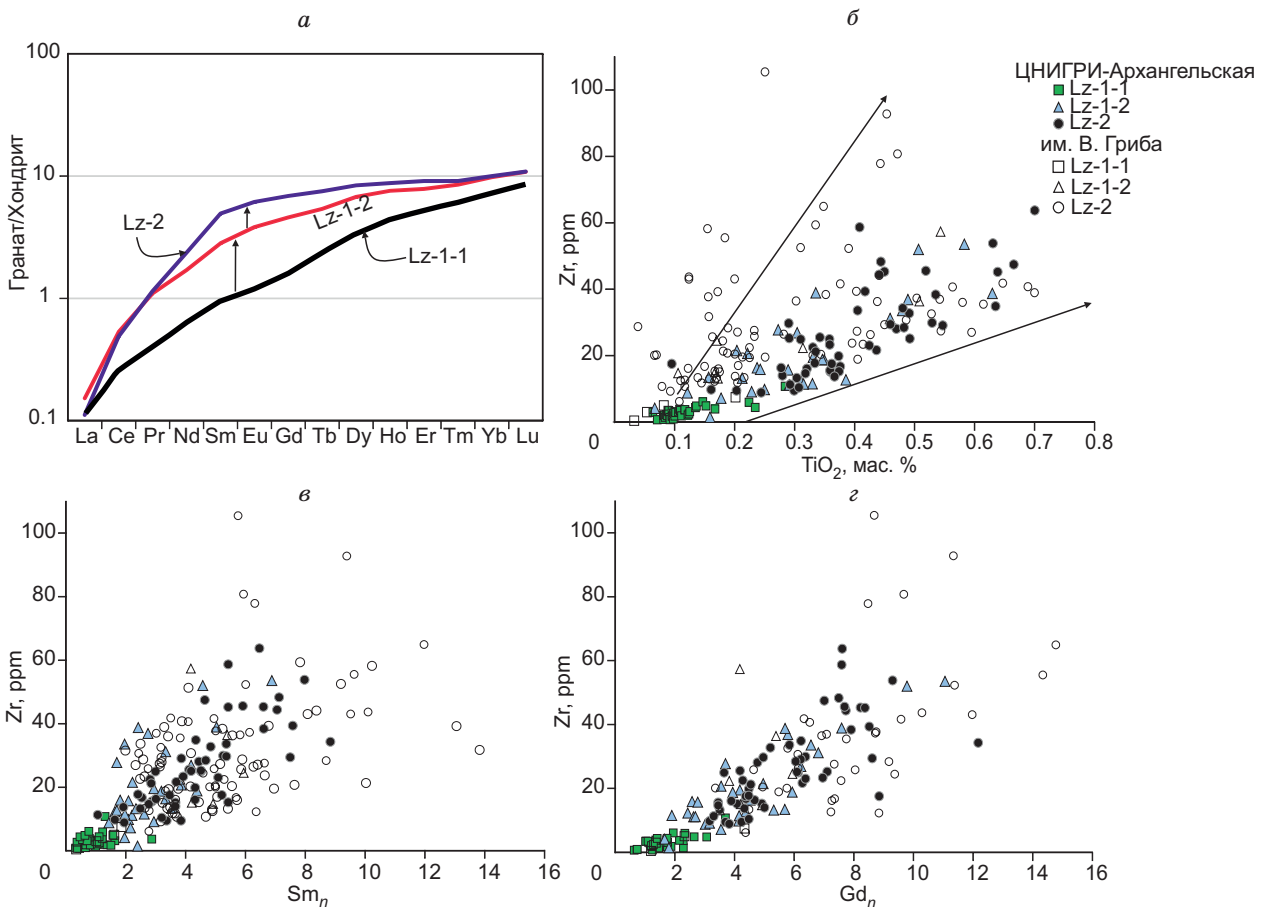 а
100
10
1
0.1
Гранат/Хондрит
Lz-2
Lz-1-2
Lz-1-1
La Ce Pr Nd Sm Eu Gd Tb Dy Ho Er Tm Yb Lu
б
100
80
60
40
20
0
Zr, ppm
0.1 0.2 0.3 0.4 0.5 0.6 0.7 0.8
TiO₂, мас. %
ЦНИГРИ-Архангельская
Lz-1-1
Lz-1-2
Lz-2
им. В. Гриба
Lz-1-1
Lz-1-2
Lz-2
в
100
80
60
40
20
Zr, ppm
0 2 4 6 8 10 12 14 16
Smₙ
г
100
80
60
40
20
Zr, ppm
0 2 4 6 8 10 12 14 16
Gdₙ